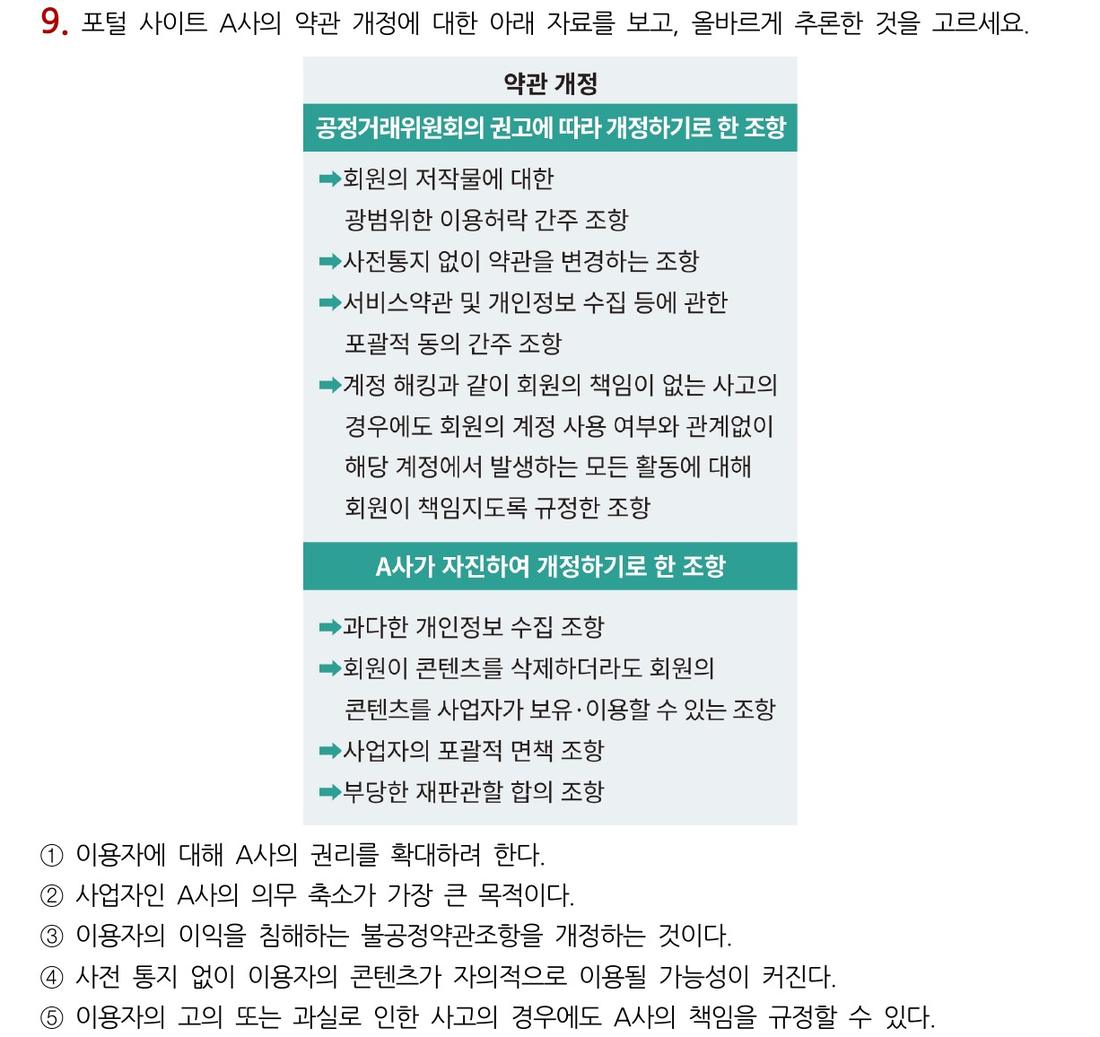 9. 포털 사이트 A사의 약관 개정에 대한 아래 자료를 보고, 올바르게 추론한 것을 고르세요.
약관 개정
공정거래위원회의 권고에 따라 개정하기로 한 조항
➡회원의 저작물에 대한
광범위한 이용허락 간주 조항
➡사전통지 없이 약관을 변경하는 조항
➡서비스약관 및 개인정보 수집 등에 관한
포괄적 동의 간주 조항
➡계정 해킹과 같이 회원의 책임이 없는 사고의
경우에도 회원의 계정 사용 여부와 관계없이
해당 계정에서 발생하는 모든 활동에 대해
회원이 책임지도록 규정한 조항
A사가 자진하여 개정하기로 한 조항
➡과다한 개인정보 수집 조항
➡회원이 콘텐츠를 삭제하더라도 회원의
콘텐츠를 사업자가 보유·이용할 수 있는 조항
➡사업자의 포괄적 면책 조항
➡부당한 재판관할 합의 조항
① 이용자에 대해 A사의 권리를 확대하려 한다.
② 사업자인 A사의 의무 축소가 가장 큰 목적이다.
③ 이용자의 이익을 침해하는 불공정약관조항을 개정하는 것이다.
④ 사전 통지 없이 이용자의 콘텐츠가 자의적으로 이용될 가능성이 커진다.
⑤ 이용자의 고의 또는 과실로 인한 사고의 경우에도 A사의 책임을 규정할 수 있다.